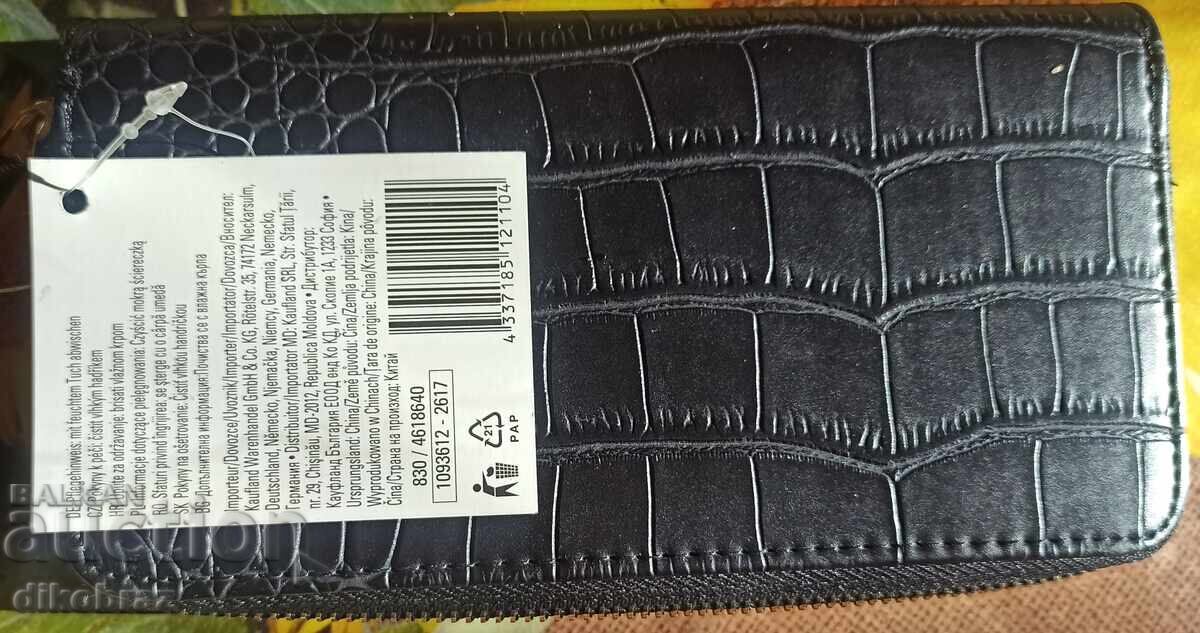 DE Pflegehinweis: mit feuchtem Tuch abwischen
CZ Pokyny k péči: čistit vlhkým hadříkem
HR Upute za održavanje: brisati vlažnom krpom
PL Informacje dotyczące pielęgnowania: Czyścić mokrą ściereczką
RO Sfaturi privind îngrijirea: se șterge cu o cârpă umedă
SK Pokyny na ošetrovanie: Čistiť vlhkou handričkou
BG Допълнителна информация: Почиства се с влажна кърпа
Importeur/Dovozce/Uvoznik/Importer/Importator/Dovozca/Вносител:
Kaufland Warenhandel GmbH & Co. KG, Rötelstr. 35, 74172 Neckarsulm,
Deutschland, Německo, Njemačka, Niemcy, Germania, Nemecko,
Германия • Distributor/Importator MD: Kaufland SRL, Str. Sfatul Țării,
nr. 29, Chişinău, MD-2012, Republica Moldova • Дистрибутор:
Кауфланд България ЕООД енд Ко КД, ул. Скопие 1А, 1233 София •
Ursprungsland: China/Země původu: Čína/Zemlja podrijetla: Kina/
Wyprodukowano w Chinach/Țara de origine: China/Krajina pôvodu:
Čína/Страна на произход: Китай
830 / 4618640
1093612 - 2617
4 337185 121104
21
PAP
BALKAN
auction
dikobraz